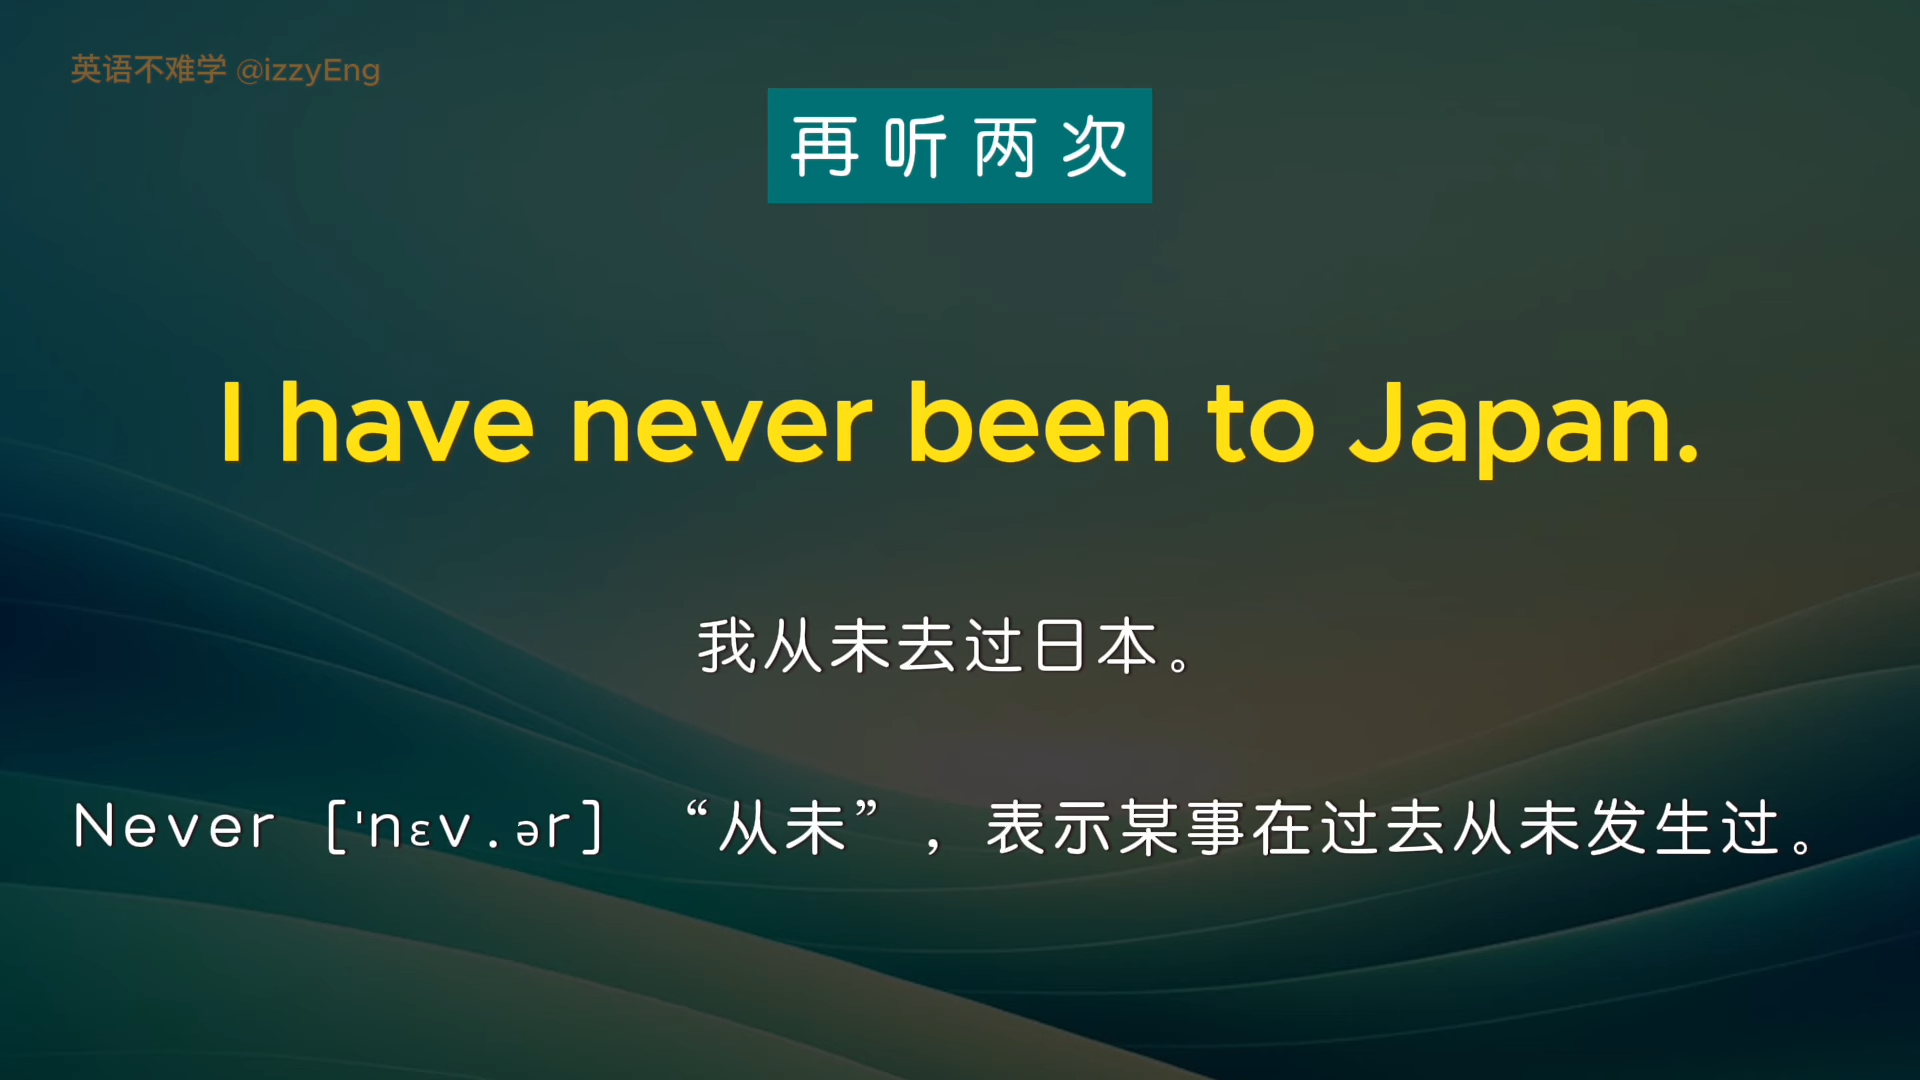 英语不难学 @izzyEng
再听两次
I have never been to Japan.
我从未去过日本。
Never ['nɛv.ər] “从未”，表示某事在过去从未发生过。